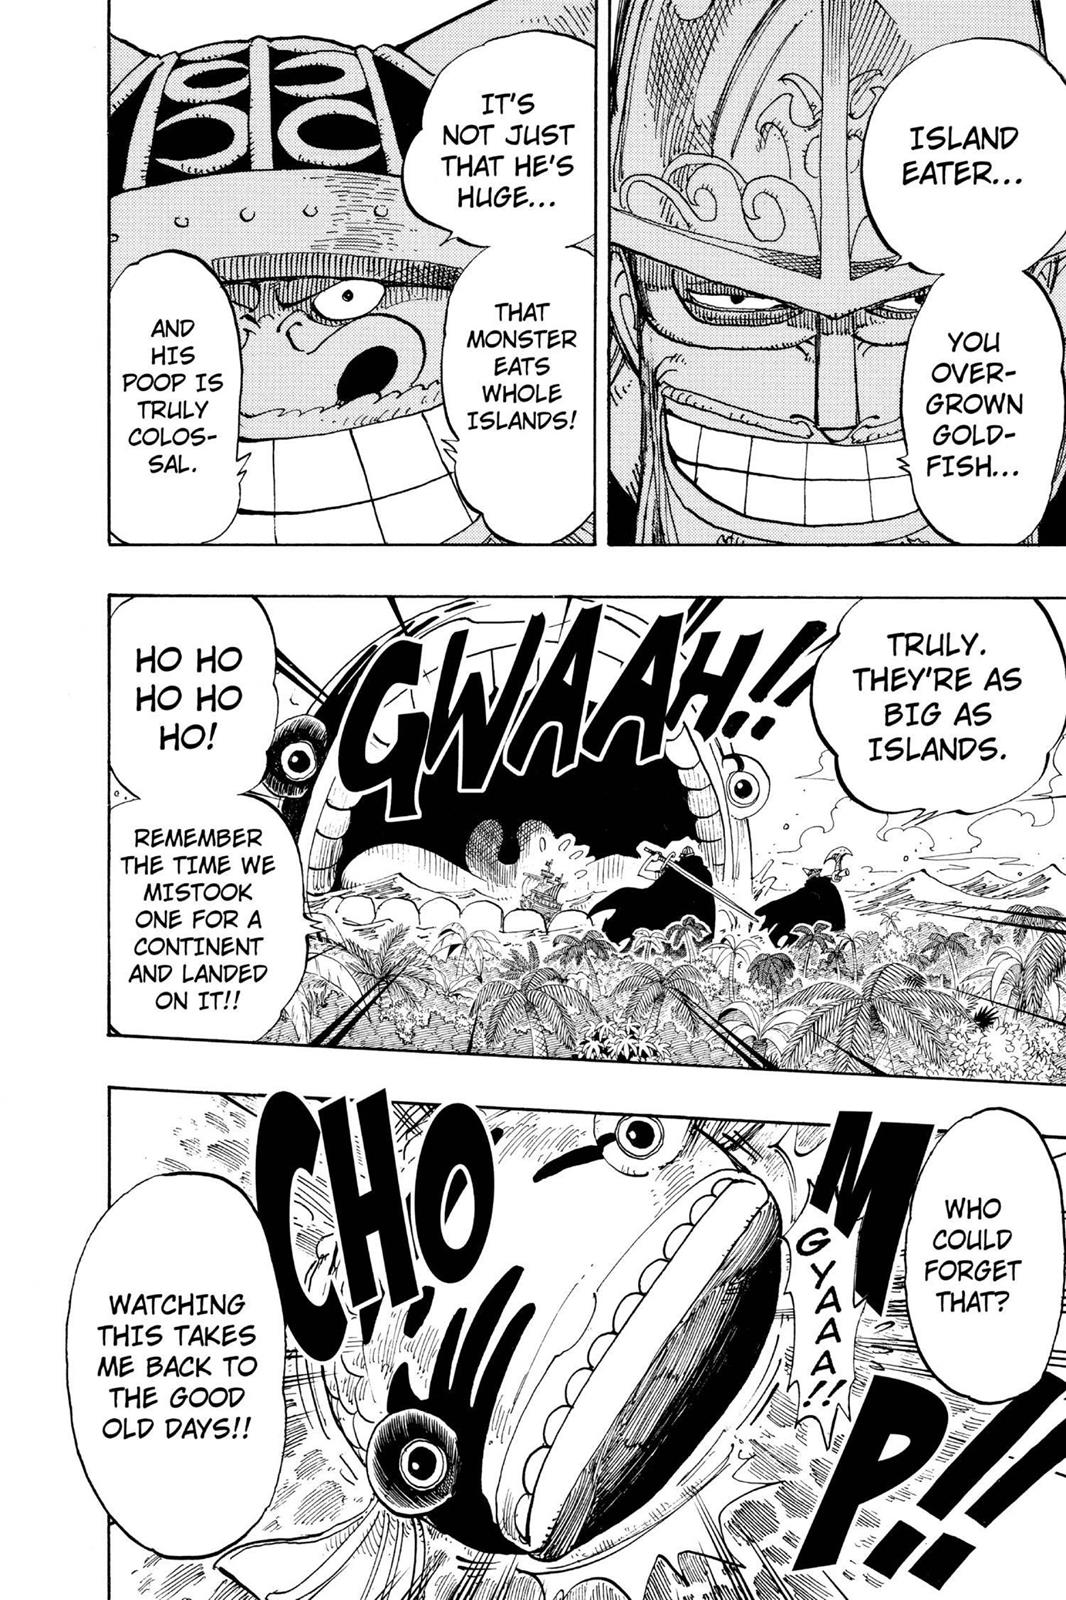 ISLAND
EATER...
YOU
OVER-
GROWN
GOLD-
FISH...
IT'S
NOT JUST
THAT HE'S
HUGE...
THAT
MONSTER
EATS
WHOLE
ISLANDS!
AND
HIS
POOP IS
TRULY
COLOS-
SAL.
TRULY.
THEY'RE AS
BIG AS
ISLANDS.
GWAAH!!
HO HO
HO HO
HO!
REMEMBER
THE TIME WE
MISTOOK
ONE FOR A
CONTINENT
AND LANDED
ON IT!!
WHO
COULD
FORGET
THAT?
CHOMP!!
GYAAA!!
WATCHING
THIS TAKES
ME BACK TO
THE GOOD
OLD DAYS!!